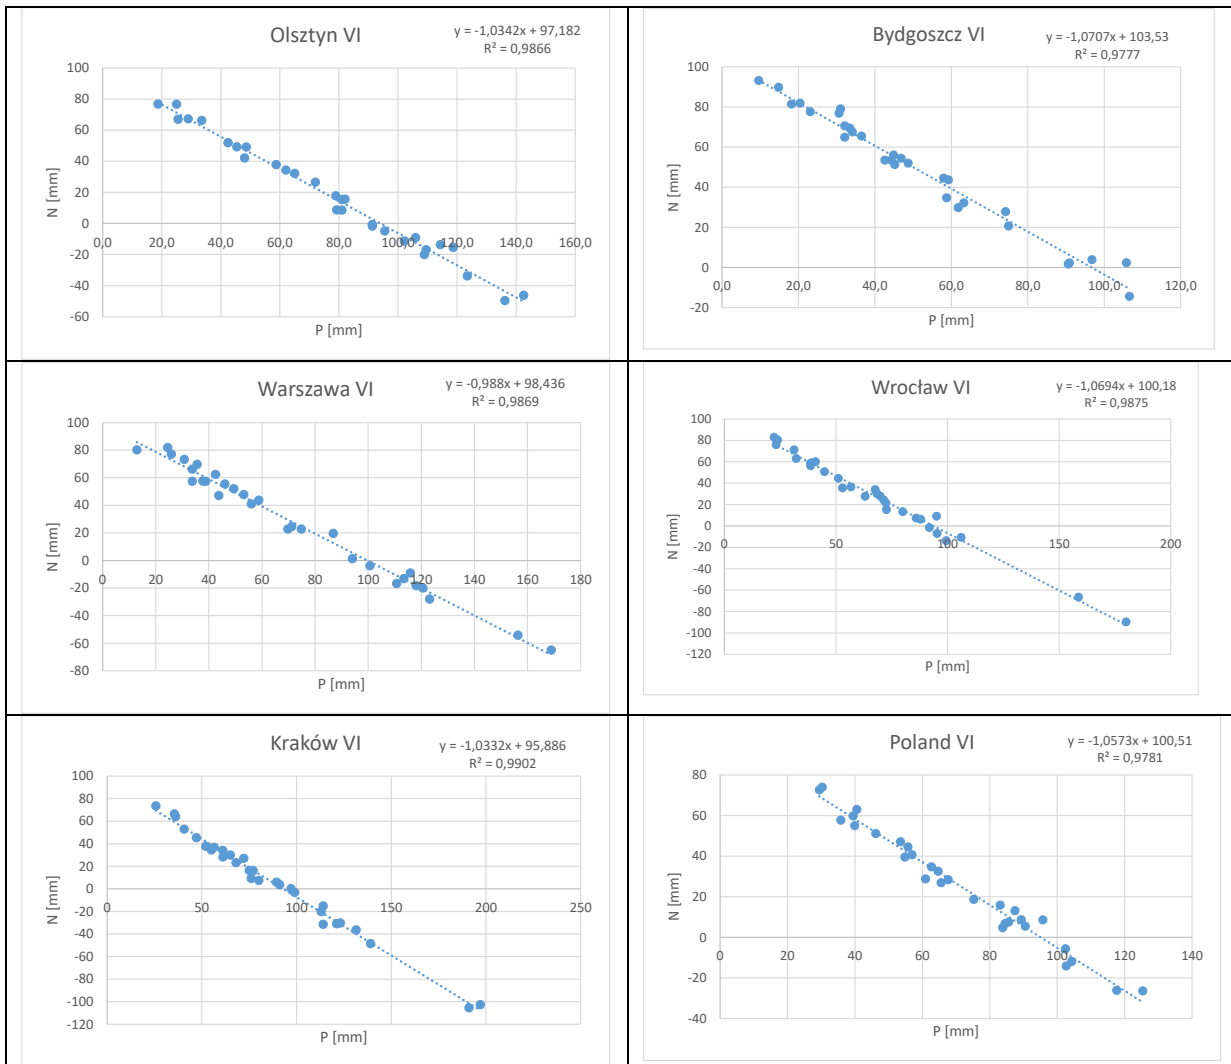 Olsztyn VI
y = -1,0342x + 97,182
R² = 0,9866
100
80
60
40
20
0
-20
-40
-60
0,0 20,0 40,0 60,0 80,0 100,0 120,0 140,0 160,0
N [mm]
P [mm]
Bydgoszcz VI
y = -1,0707x + 103,53
R² = 0,9777
100
80
60
40
20
0
-20
0,0 20,0 40,0 60,0 80,0 100,0 120,0
N [mm]
P [mm]
Warszawa VI
y = -0,988x + 98,436
R² = 0,9869
100
80
60
40
20
0
-20
-40
-60
-80
0 20 40 60 80 100 120 140 160 180
N [mm]
P [mm]
Wrocław VI
y = -1,0694x + 100,18
R² = 0,9875
100
80
60
40
20
0
-20
-40
-60
-80
-100
-120
0 50 100 150 200
N [mm]
P [mm]
Kraków VI
y = -1,0332x + 95,886
R² = 0,9902
100
80
60
40
20
0
-20
-40
-60
-80
-100
-120
0 50 100 150 200 250
N [mm]
P [mm]
Poland VI
y = -1,0573x + 100,51
R² = 0,9781
80
60
40
20
0
-20
-40
0 20 40 60 80 100 120 140
N [mm]
P [mm]